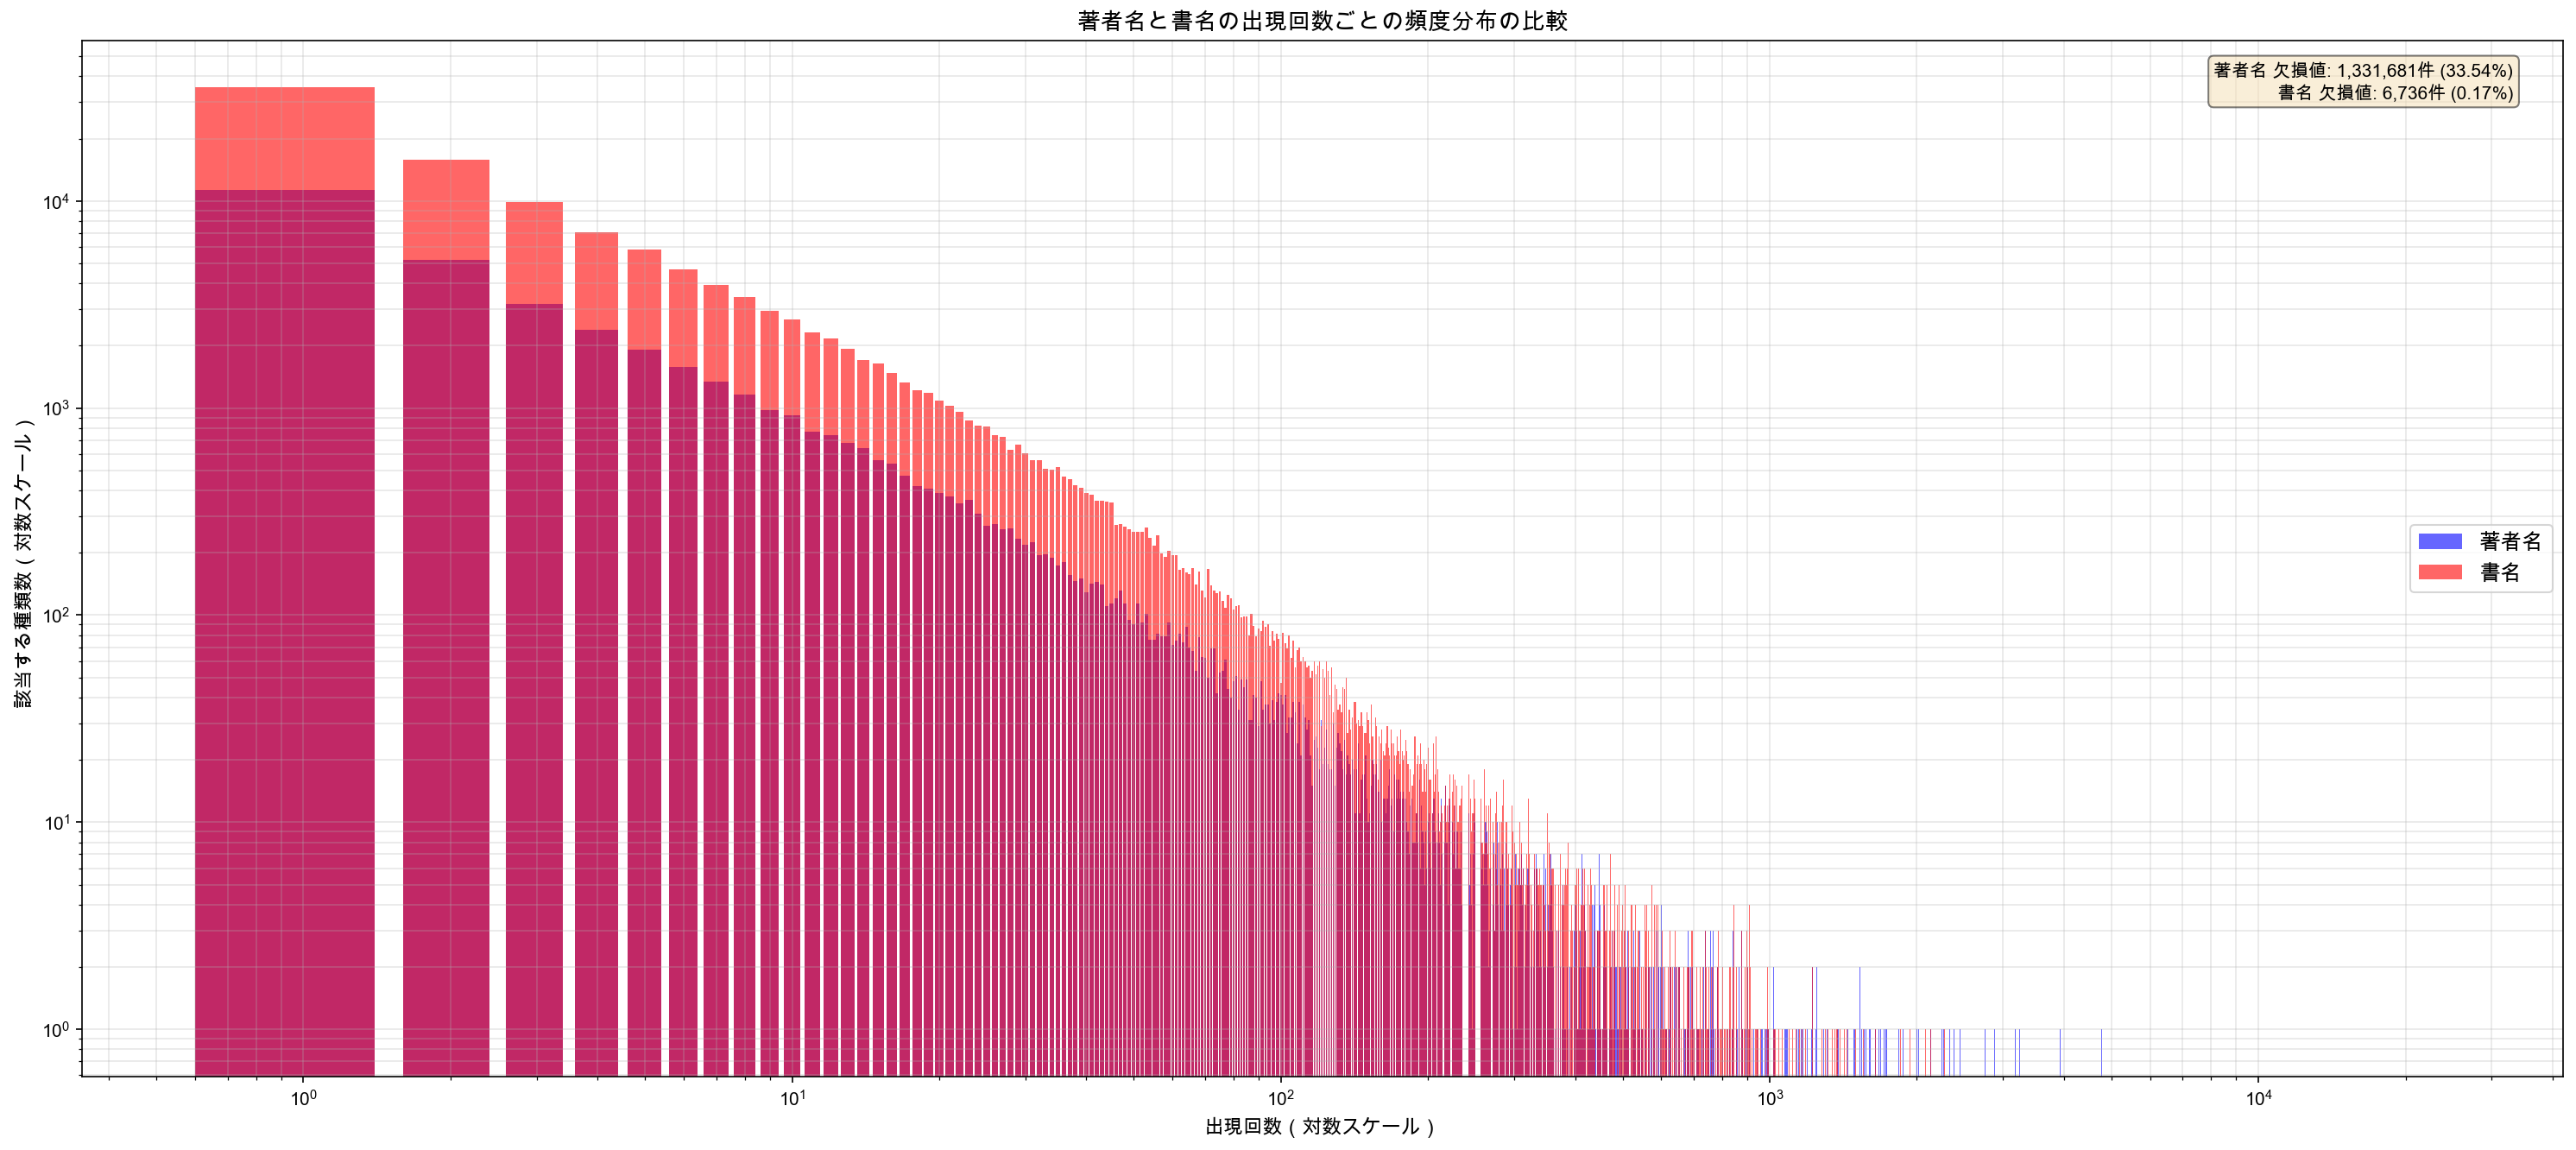 著者名と書名の出現回数ごとの頻度分布の比較
著者名 欠損値: 1,331,681件 (33.54%)
書名 欠損値: 6,736件 (0.17%)
該当する種類数 ( 対数スケール )
10⁴
10³
10²
10¹
10⁰
著者名
書名
10⁰ 10¹ 10² 10³ 10⁴
出現回数 ( 対数スケール )